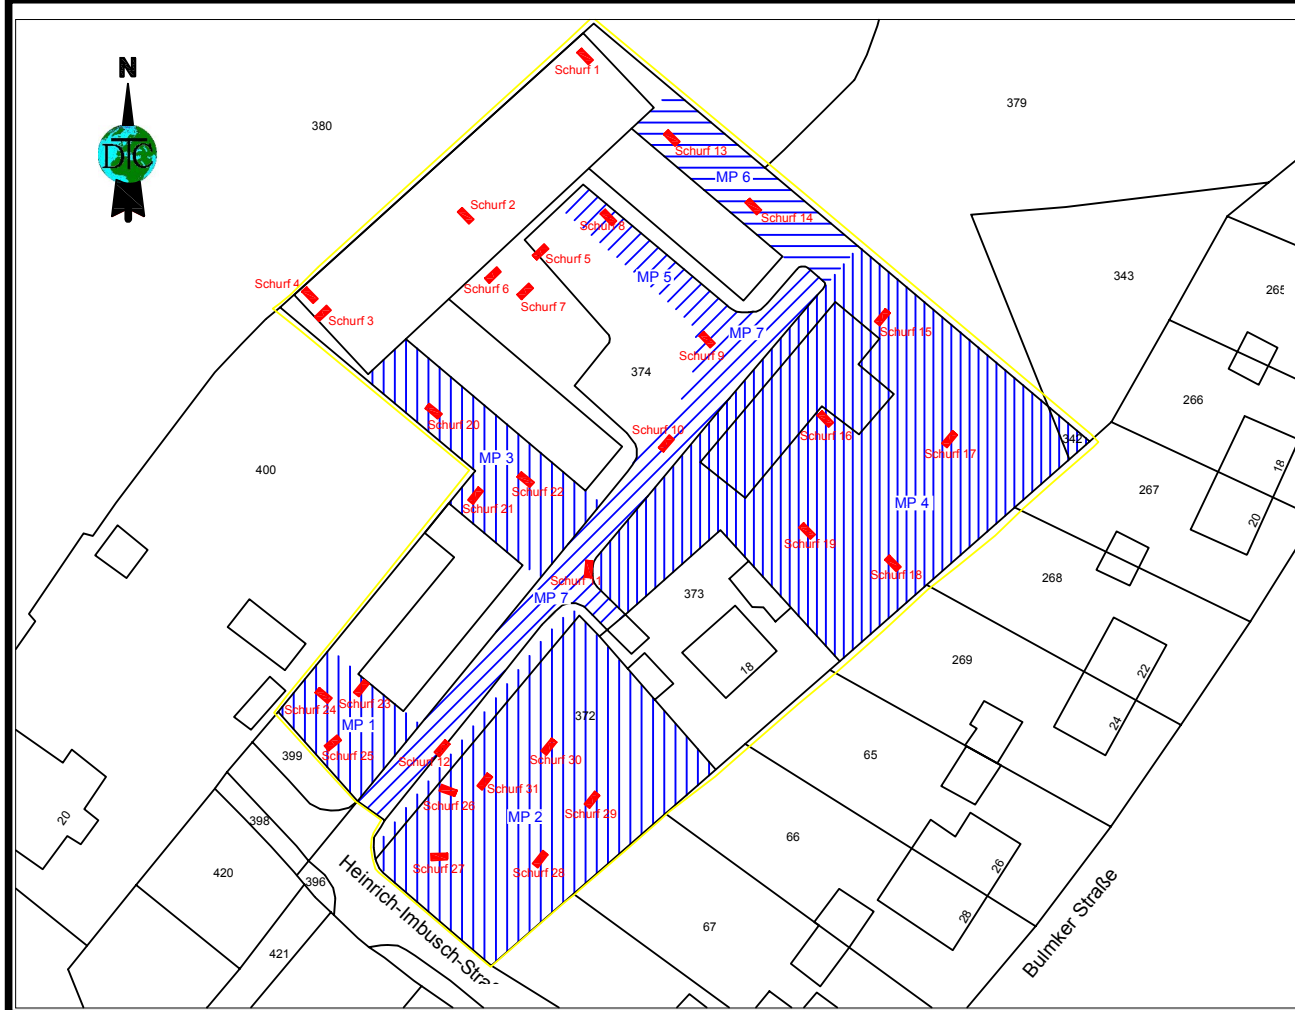 N
DTC
380
379
Schurf 1
Schurf 13
MP 6
Schurf 2
Schurf 8
Schurf 14
Schurf 5
Schurf 4
Schurf 6
MP 5
343
Schurf 7
Schurf 3
MP 7
Schurf 15
Schurf 9
374
266
Schurf 20
Schurf 10
Schurf 16
342
Schurf 17
MP 3
400
18
Schurf 22
267
Schurf 21
MP 4
20
Schurf 19
Schurf 18
268
373
MP 7
18
269
22
Schurf 24
Schurf 23
372
MP 1
24
399
Schurf 25
Schurf 12
Schurf 30
65
Schurf 31
Schurf 26
Schurf 29
MP 2
20
398
66
Schurf 27
Schurf 28
26
420
396
28
Heinrich-Imbusch-
67
Bulmker Straße
421